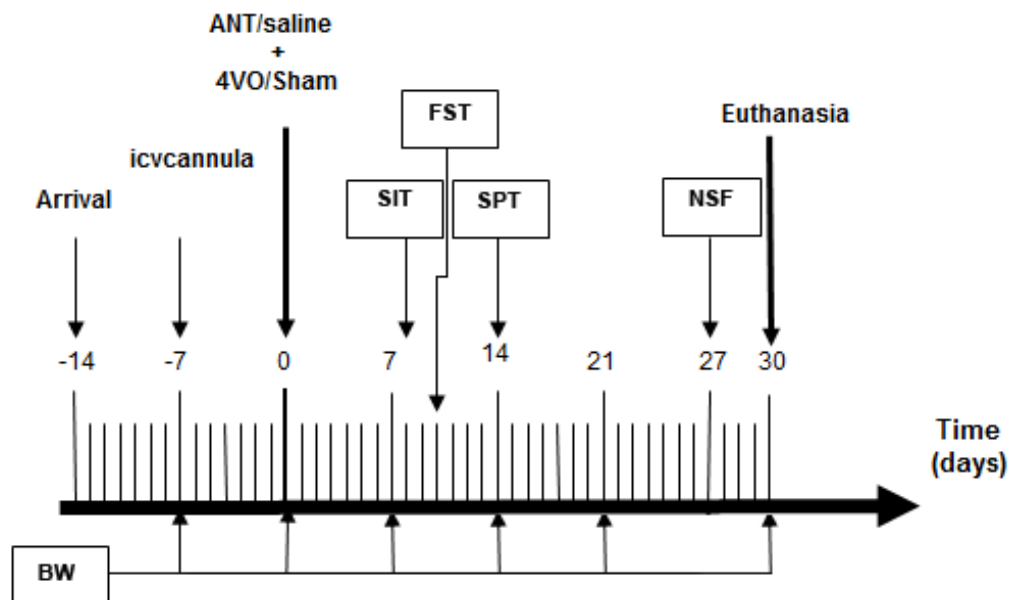 ANT/saline
+
4VO/Sham
FST
Euthanasia
icvcannula
Arrival
SIT
SPT
NSF
-14
-7
0
7
14
21
27
30
Time
(days)
BW